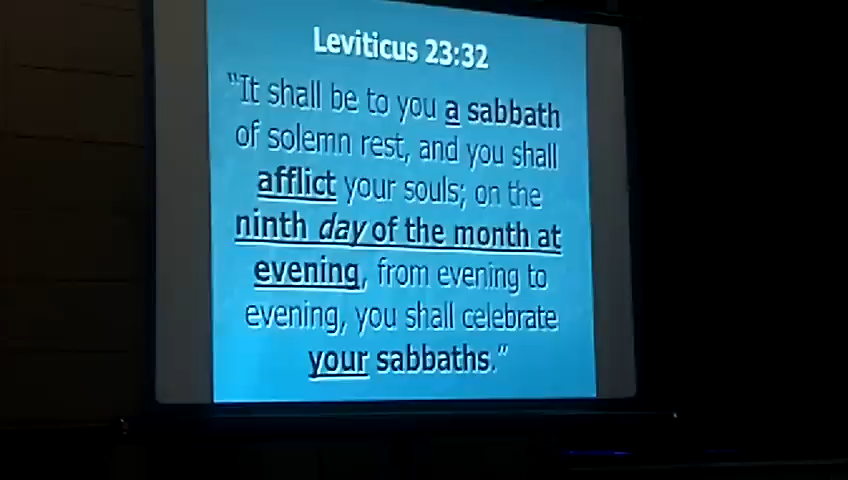 Leviticus 23:32
“It shall be to you a sabbath
of solemn rest, and you shall
afflict your souls; on the
ninth day of the month at
evening, from evening to
evening, you shall celebrate
your sabbaths.”